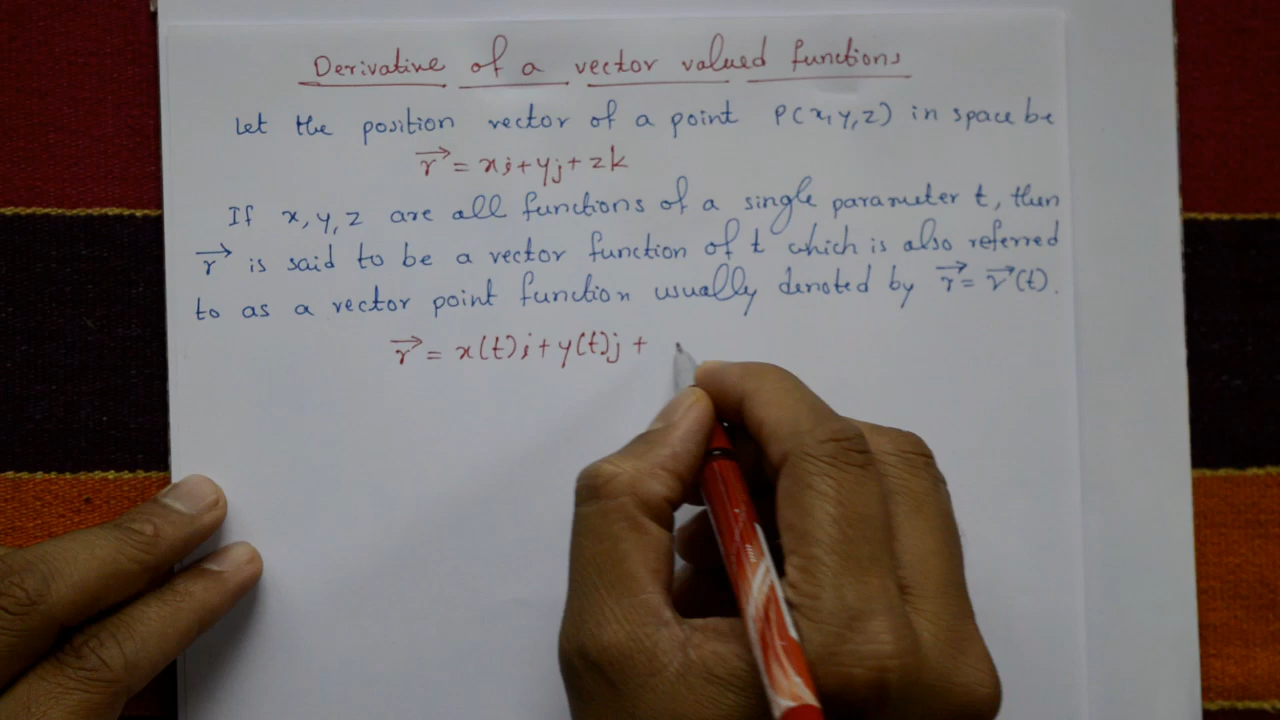 Derivative of a vector valued functions
Let the position vector of a point P(x,y,z) in space be
r⃗ = xi+yj+zk
If x,y,z are all functions of a single parameter t, then
r⃗ is said to be a vector function of t which is also referred
to as a vector point function usually denoted by r⃗ = r⃗(t).
r⃗ = x(t)i+y(t)j+